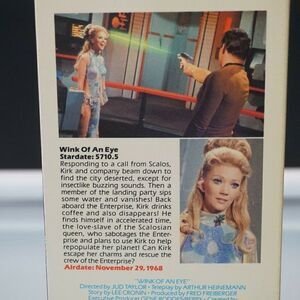 Wink Of An Eye
Stardate: 5710.5
Responding to a call from Scalos,
Kirk and company beam down to
find the city deserted, except for
insectlike buzzing sounds. Then a
member of the landing party sips
some water and vanishes! Back
aboard the Enterprise, Kirk drinks
coffee and also disappears! He
finds himself in accelerated time,
the love-slave of the Scalosian
queen, who sabotages the Enter-
prise and plans to use Kirk to help
repopulate her planet! Can Kirk
escape her charms and rescue the
crew of the Enterprise?
Airdate: November 29, 1968
"WINK OF AN EYE"
Directed by JUD TAYLOR • Teleplay by ARTHUR HEINEMANN
Story by LEE CRONIN • Produced by FRED FREIBERGER
Executive Producer GENE RODDENBERRY